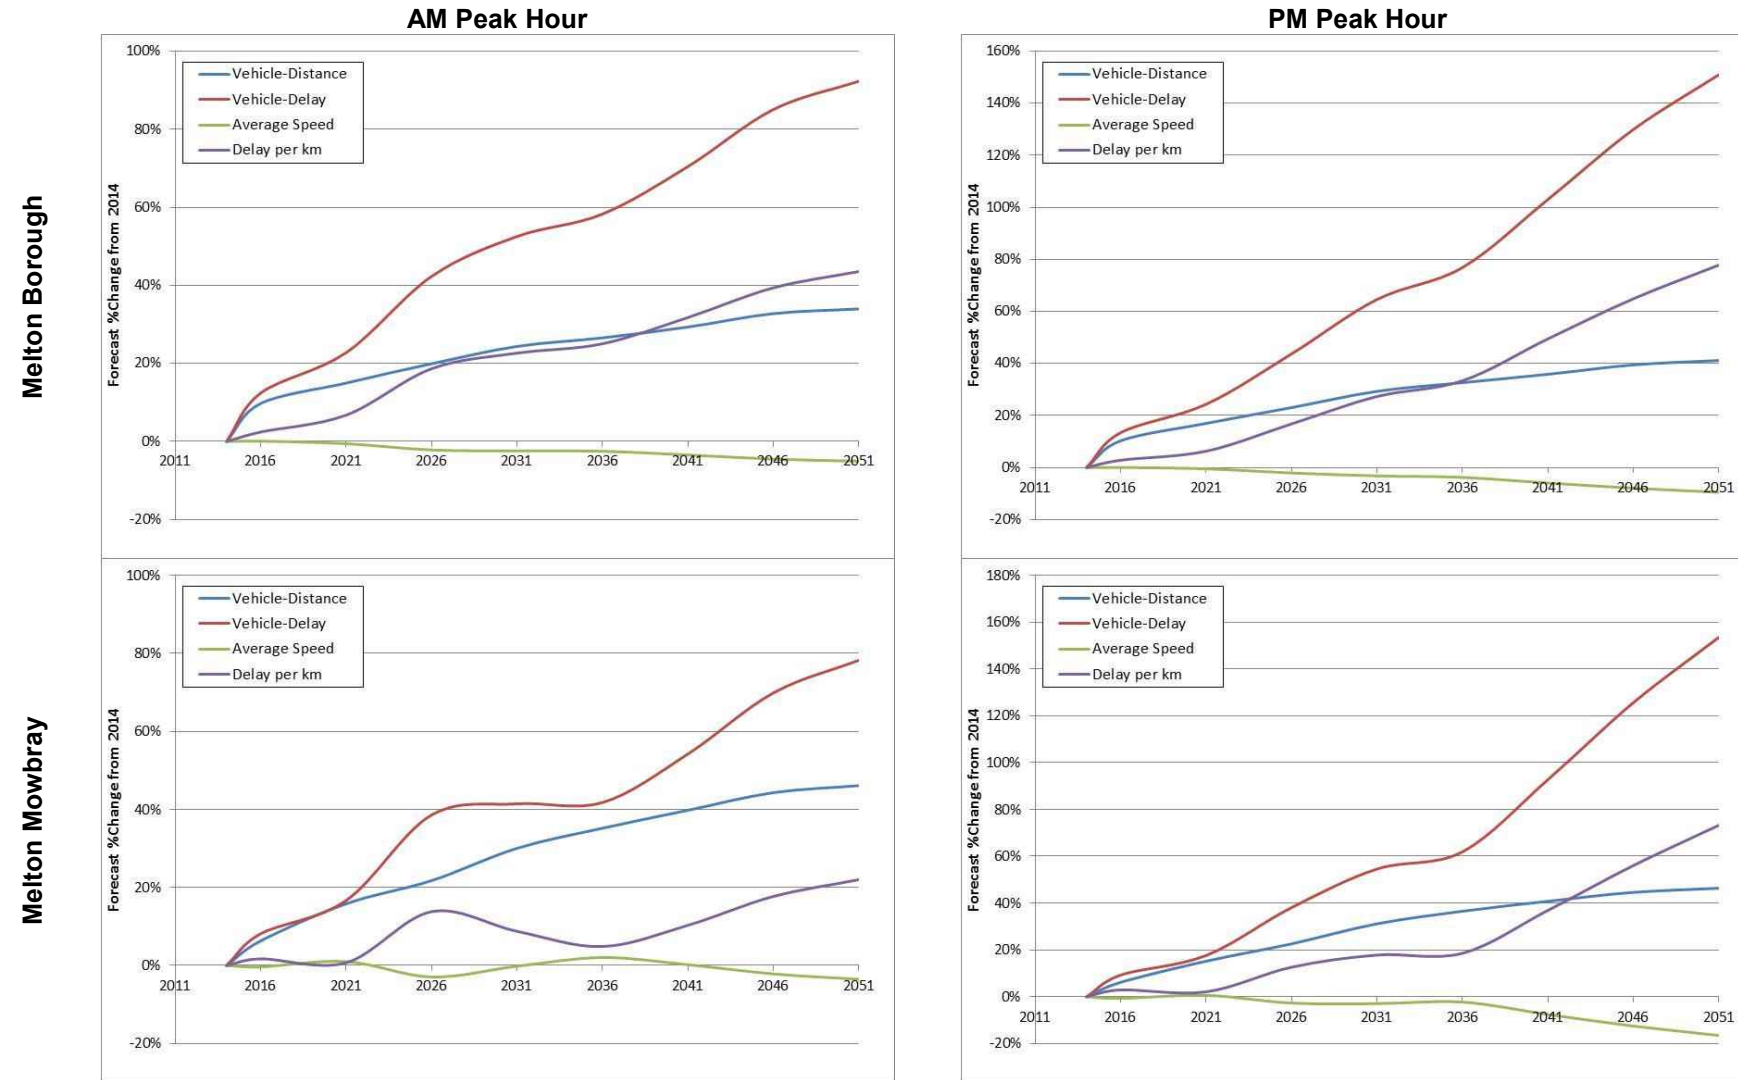 AM Peak Hour
PM Peak Hour
Melton Borough
Forecast %Change from 2014
100%
80%
60%
40%
20%
0%
-20%
Vehicle-Distance
Vehicle-Delay
Average Speed
Delay per km
2011 2016 2021 2026 2031 2036 2041 2046 2051
Forecast %Change from 2014
160%
140%
120%
100%
80%
60%
40%
20%
0%
-20%
Vehicle-Distance
Vehicle-Delay
Average Speed
Delay per km
2011 2016 2021 2026 2031 2036 2041 2046 2051
Melton Mowbray
Forecast %Change from 2014
100%
80%
60%
40%
20%
0%
-20%
Vehicle-Distance
Vehicle-Delay
Average Speed
Delay per km
2011 2016 2021 2026 2031 2036 2041 2046 2051
Forecast %Change from 2014
180%
160%
140%
120%
100%
80%
60%
40%
20%
0%
-20%
Vehicle-Distance
Vehicle-Delay
Average Speed
Delay per km
2011 2016 2021 2026 2031 2036 2041 2046 2051